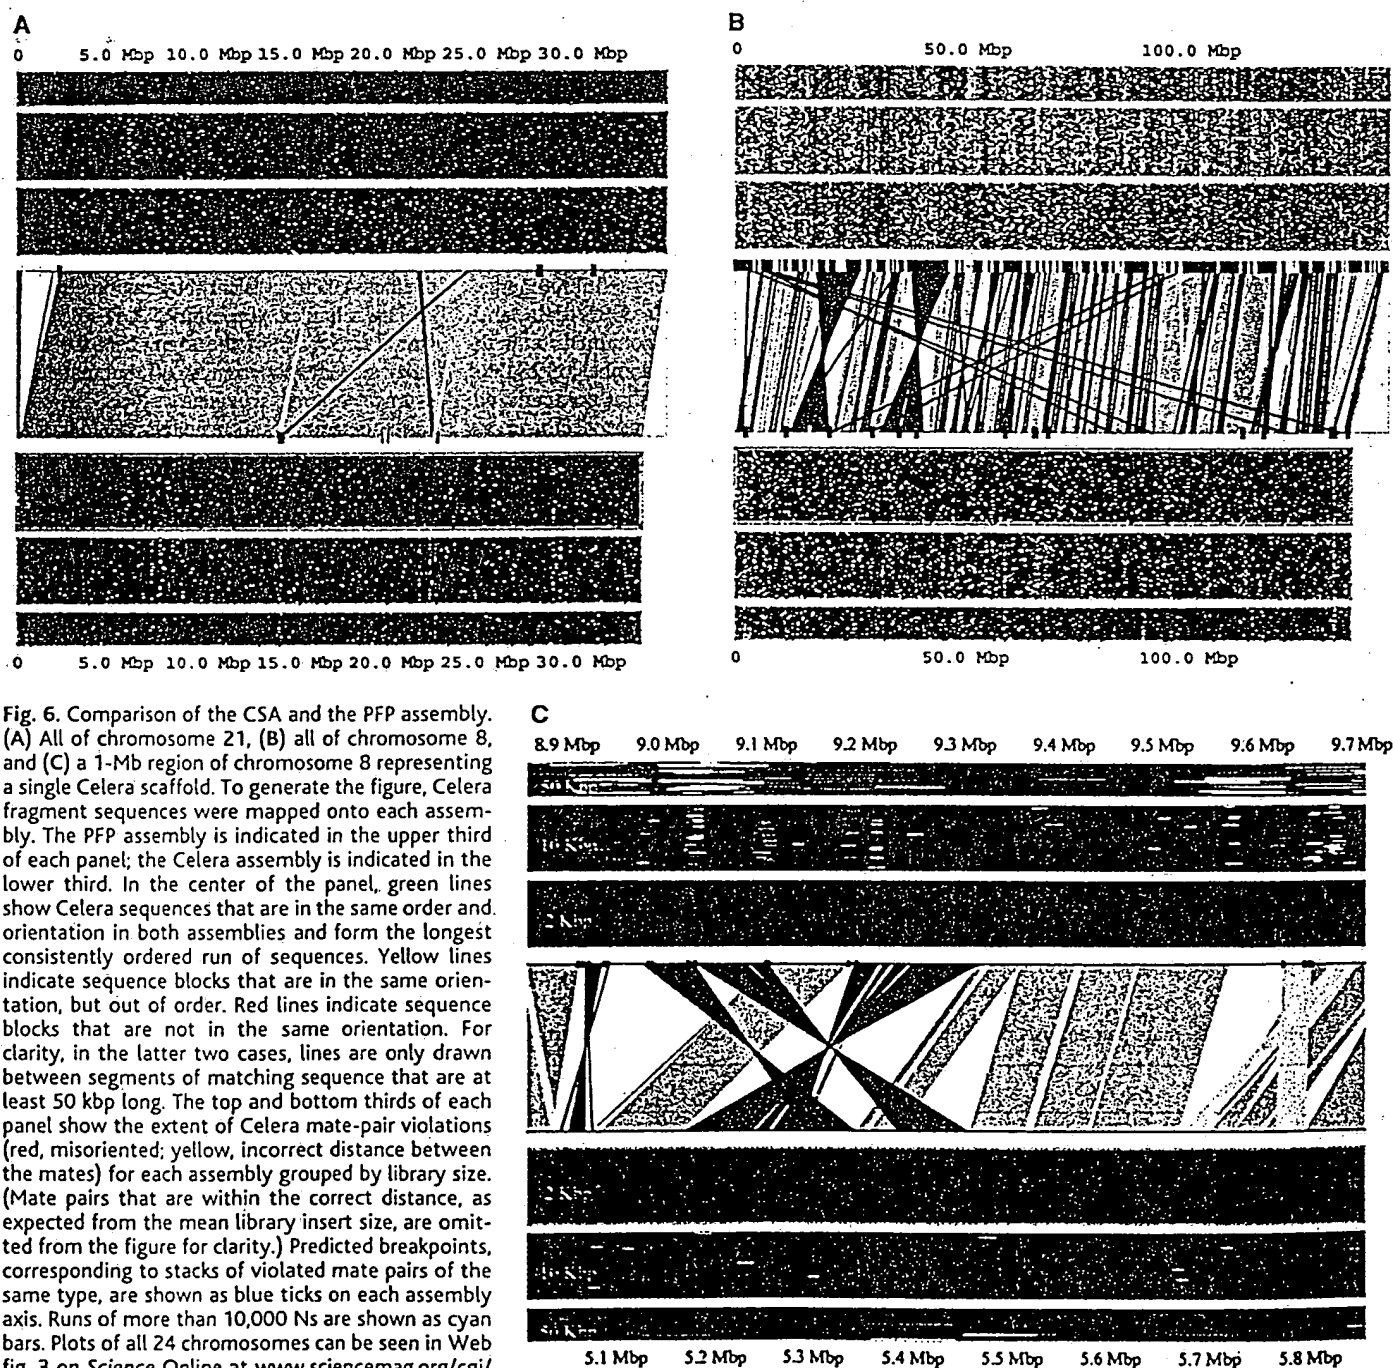 A
0 5.0 Mbp 10.0 Mbp 15.0 Mbp 20.0 Mbp 25.0 Mbp 30.0 Mbp
B
0 50.0 Mbp 100.0 Mbp
0 5.0 Mbp 10.0 Mbp 15.0 Mbp 20.0 Mbp 25.0 Mbp 30.0 Mbp
0 50.0 Mbp 100.0 Mbp
Fig. 6. Comparison of the CSA and the PFP assembly.
(A) All of chromosome 21, (B) all of chromosome 8,
and (C) a 1-Mb region of chromosome 8 representing
a single Celera scaffold. To generate the figure, Celera
fragment sequences were mapped onto each assem-
bly. The PFP assembly is indicated in the upper third
of each panel; the Celera assembly is indicated in the
lower third. In the center of the panel, green lines
show Celera sequences that are in the same order and
orientation in both assemblies and form the longest
consistently ordered run of sequences. Yellow lines
indicate sequence blocks that are in the same orien-
tation, but out of order. Red lines indicate sequence
blocks that are not in the same orientation. For
clarity, in the latter two cases, lines are only drawn
between segments of matching sequence that are at
least 50 kbp long. The top and bottom thirds of each
panel show the extent of Celera mate-pair violations
(red, misoriented; yellow, incorrect distance between
the mates) for each assembly grouped by library size.
(Mate pairs that are within the correct distance, as
expected from the mean library insert size, are omit-
ted from the figure for clarity.) Predicted breakpoints,
corresponding to stacks of violated mate pairs of the
same type, are shown as blue ticks on each assembly
axis. Runs of more than 10,000 Ns are shown as cyan
bars. Plots of all 24 chromosomes can be seen in Web
fig. 3 on Science Online at www.sciencemag.org/cgi/
C
8.9 Mbp 9.0 Mbp 9.1 Mbp 9.2 Mbp 9.3 Mbp 9.4 Mbp 9.5 Mbp 9.6 Mbp 9.7 Mbp
5.1 Mbp 5.2 Mbp 5.3 Mbp 5.4 Mbp 5.5 Mbp 5.6 Mbp 5.7 Mbp 5.8 Mbp